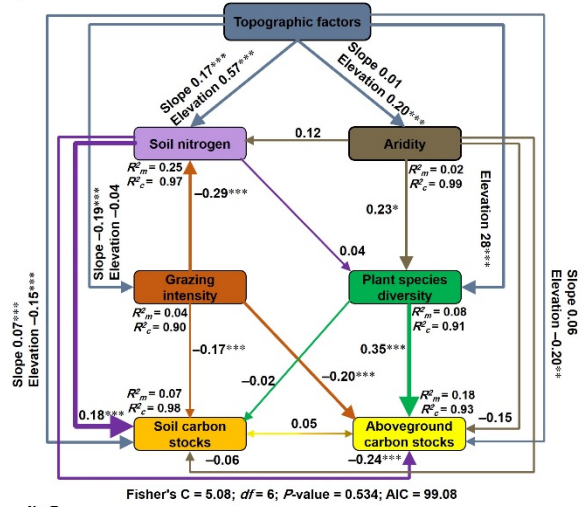 Topographic factors
Slope 0.17***
Elevation 0.57***
Slope 0.01
Elevation 0.20***
Soil nitrogen
0.12
Aridity
R²m = 0.25
R²c = 0.97
R²m = 0.02
R²c = 0.99
–0.29***
0.23*
Elevation 28***
Slope –0.19***
Elevation –0.04
0.04
Grazing
intensity
Plant species
diversity
R²m = 0.04
R²c = 0.90
R²m = 0.08
R²c = 0.91
Slope 0.07***
Elevation –0.15***
Slope 0.06
Elevation –0.20**
–0.17***
0.35***
–0.02
–0.20***
R²m = 0.07
R²c = 0.98
R²m = 0.18
R²c = 0.93
0.18***
Soil carbon
stocks
0.05
Aboveground
carbon stocks
–0.15
–0.06
–0.24***
Fisher's C = 5.08; df = 6; P-value = 0.534; AIC = 99.08